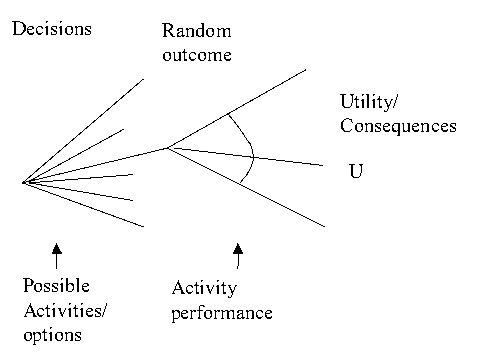 Decisions
Random
outcome
Utility/
Consequences
U
Possible
Activities/
options
Activity
performance